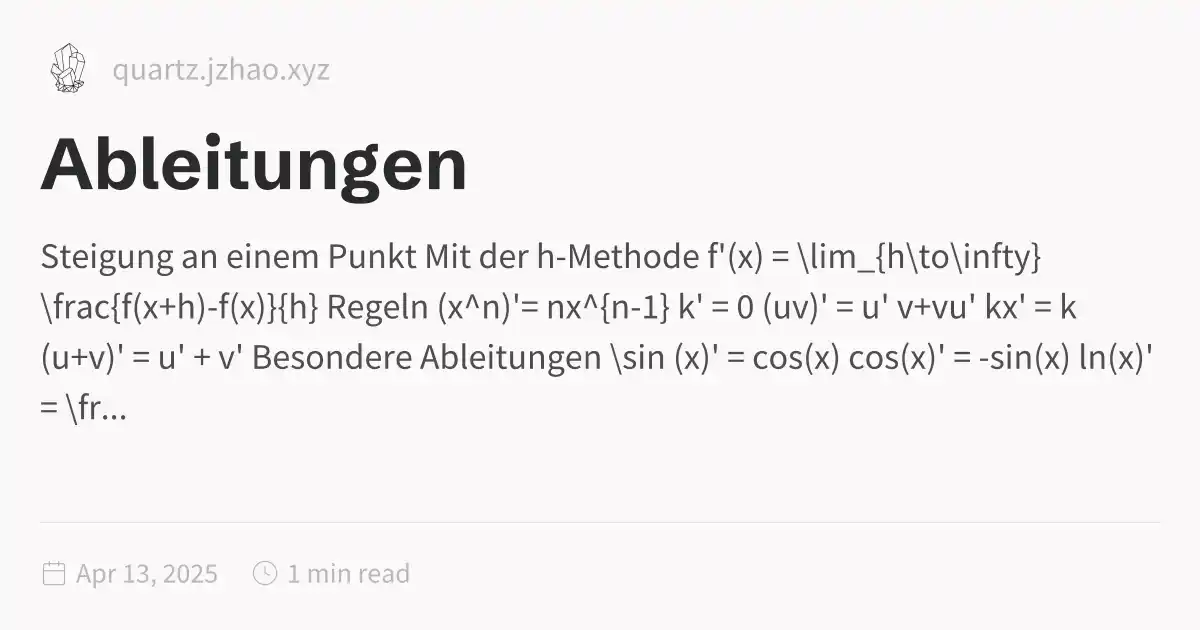 quartz.jzhao.xyz
Ableitungen
Steigung an einem Punkt Mit der h-Methode f'(x) = \lim_{h\to\infty}
\frac{f(x+h)-f(x)}{h} Regeln (x^n)'= nx^{n-1} k' = 0 (uv)' = u' v+vu' kx' = k
(u+v)' = u' + v' Besondere Ableitungen \sin (x)' = cos(x) cos(x)' = -sin(x) ln(x)'
= \fr...
Apr 13, 2025 1 min read